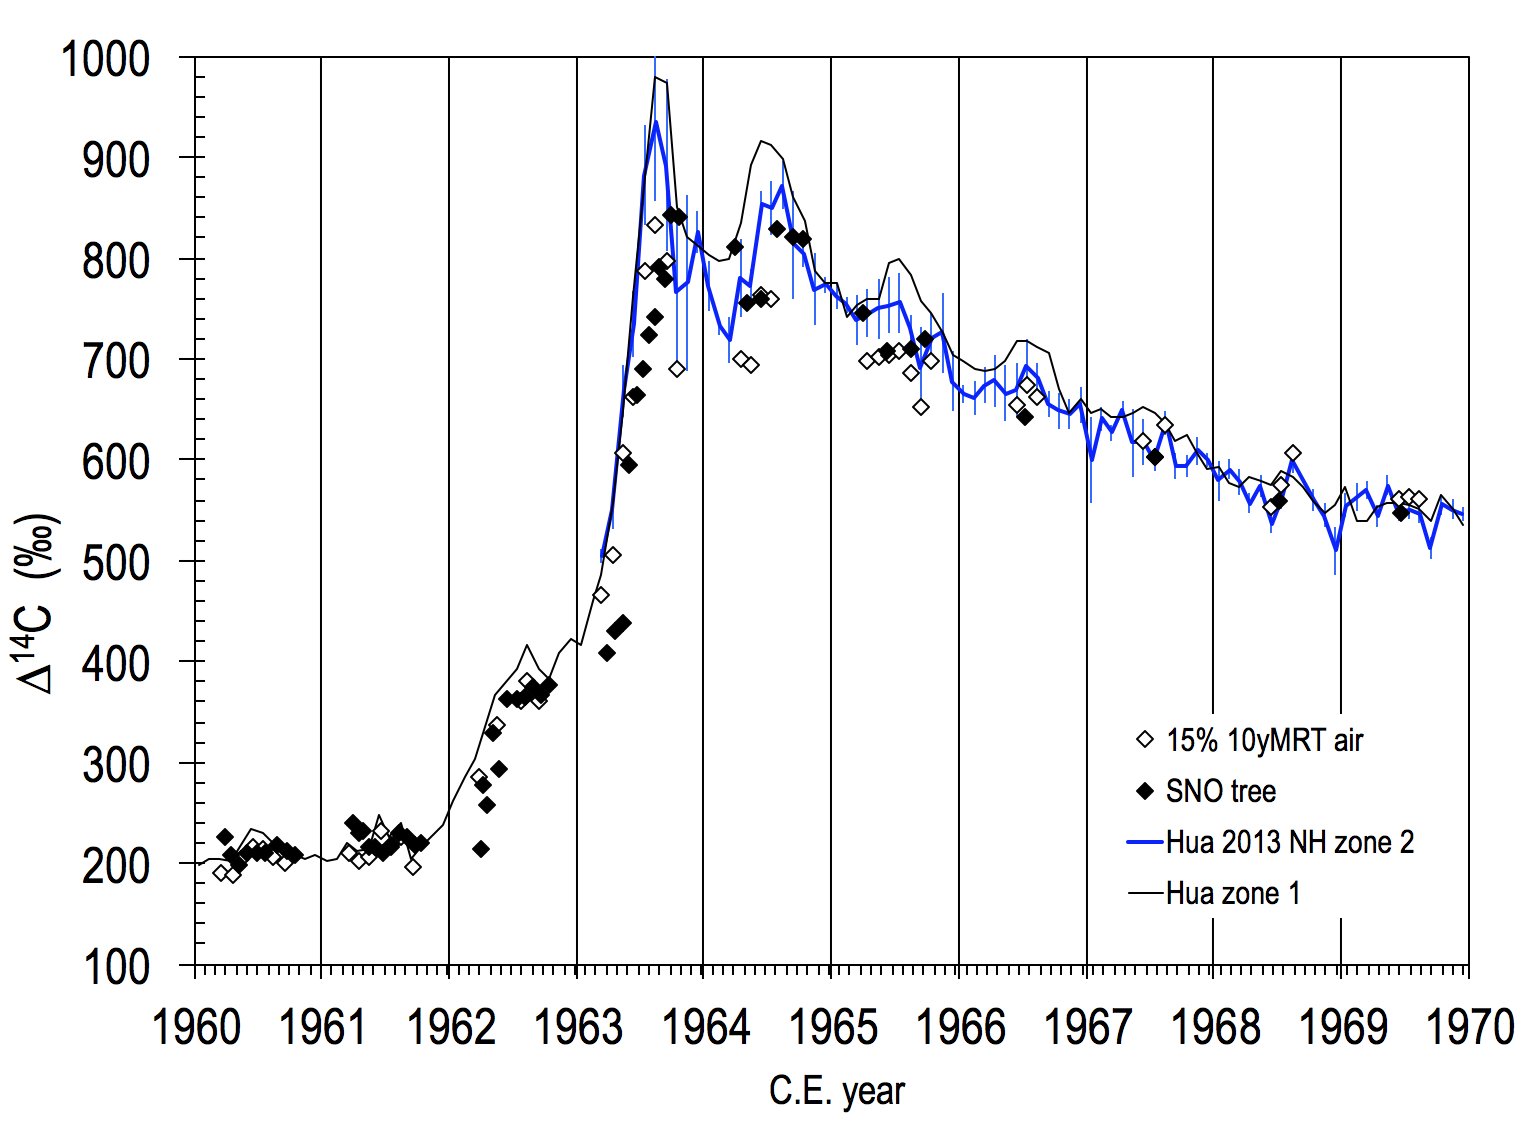 1000
900
800
700
600
500
400
300
200
100
Δ¹⁴C (‰)
15% 10yMRT air
SNO tree
Hua 2013 NH zone 2
Hua zone 1
1960 1961 1962 1963 1964 1965 1966 1967 1968 1969 1970
C.E. year